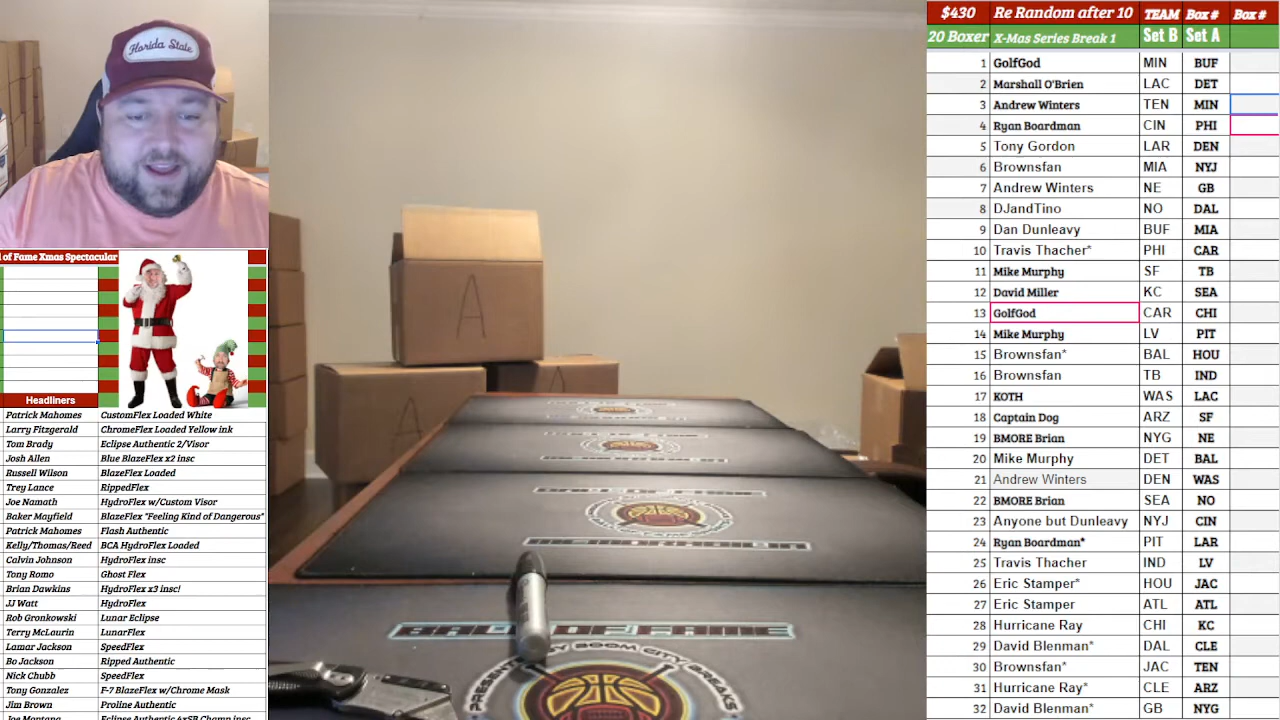 Florida State
A
A
A
PRESENTED BY BOOM CITY BREAKS
l of Fame Xmas Spectacular
Headliners
Patrick Mahomes CustomFlex Loaded White
Larry Fitzgerald ChromeFlex Loaded Yellow ink
Tom Brady Eclipse Authentic 2/Visor
Josh Allen Blue BlazeFlex x2 insc
Russell Wilson BlazeFlex Loaded
Trey Lance RippedFlex
Joe Namath HydroFlex w/Custom Visor
Baker Mayfield BlazeFlex "Feeling Kind of Dangerous"
Patrick Mahomes Flash Authentic
Kelly/Thomas/Reed BCA HydroFlex Loaded
Calvin Johnson HydroFlex insc
Tony Romo Ghost Flex
Brian Dawkins HydroFlex x3 insc!
JJ Watt HydroFlex
Rob Gronkowski Lunar Eclipse
Terry McLaurin LunarFlex
Lamar Jackson SpeedFlex
Bo Jackson Ripped Authentic
Nick Chubb SpeedFlex
Tony Gonzalez F-7 BlazeFlex w/Chrome Mask
Jim Brown Proline Authentic
Joe Montana Eclipse Authentic 4xSB Champ insc
$430 Re Random after 10 TEAM Box # Box #
20 Boxer X-Mas Series Break 1 Set B Set A
1 GolfGod MIN BUF
2 Marshall O'Brien LAC DET
3 Andrew Winters TEN MIN
4 Ryan Boardman CIN PHI
5 Tony Gordon LAR DEN
6 Brownsfan MIA NYJ
7 Andrew Winters NE GB
8 DJandTino NO DAL
9 Dan Dunleavy BUF MIA
10 Travis Thacher* PHI CAR
11 Mike Murphy SF TB
12 David Miller KC SEA
13 GolfGod CAR CHI
14 Mike Murphy LV PIT
15 Brownsfan* BAL HOU
16 Brownsfan TB IND
17 KOTH WAS LAC
18 Captain Dog ARZ SF
19 BMORE Brian NYG NE
20 Mike Murphy DET BAL
21 Andrew Winters DEN WAS
22 BMORE Brian SEA NO
23 Anyone but Dunleavy NYJ CIN
24 Ryan Boardman* PIT LAR
25 Travis Thacher IND LV
26 Eric Stamper* HOU JAC
27 Eric Stamper ATL ATL
28 Hurricane Ray CHI KC
29 David Blenman* DAL CLE
30 Brownsfan* JAC TEN
31 Hurricane Ray* CLE ARZ
32 David Blenman* GB NYG